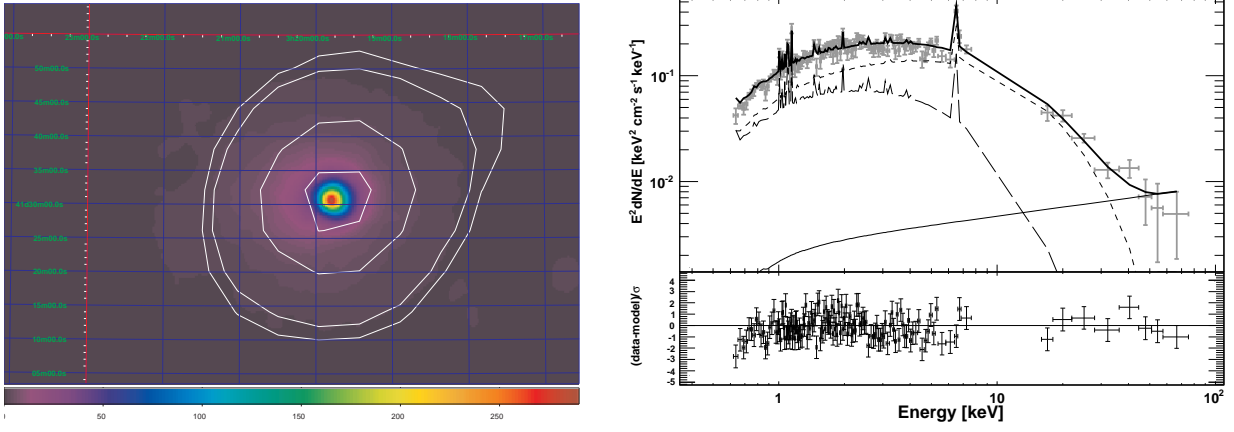 50m00.0s
45m00.0s
40m00.0s
35m00.0s
41d30m00.0s
25m00.0s
20m00.0s
15m00.0s
10m00.0s
05m00.0s
50
100
150
200
250
E²dN/dE [keV² cm⁻² s⁻¹ keV⁻¹]
10⁻¹
10⁻²
(data-model)/σ
4
3
2
1
0
-1
-2
-3
-5
1
10
10²
Energy [keV]